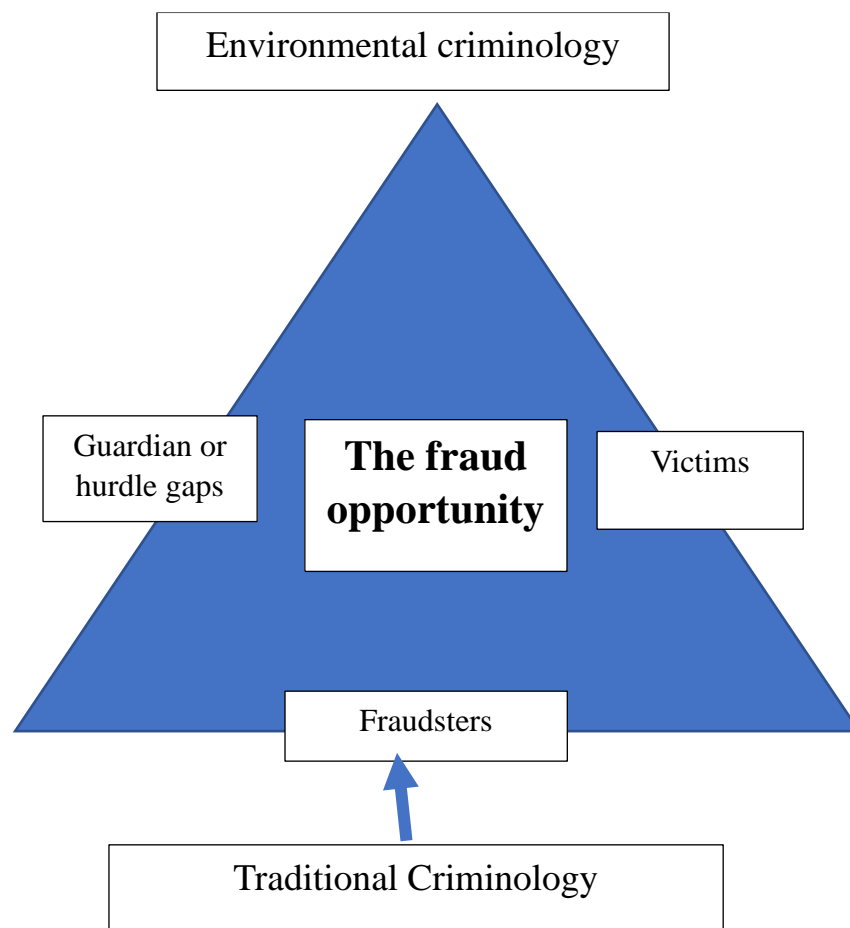 Environmental criminology
Guardian or
hurdle gaps
The fraud
opportunity
Victims
Fraudsters
Traditional Criminology